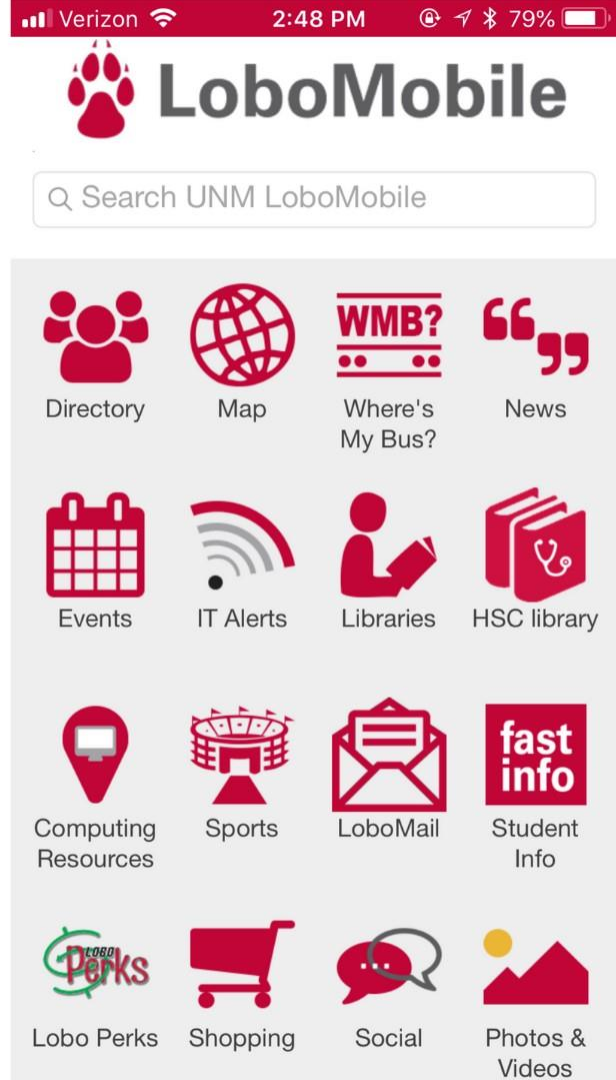 Verizon 2:48 PM 79%
LoboMobile
Search UNM LoboMobile
WMB?
Directory Map Where's News
My Bus?
Events IT Alerts Libraries HSC library
fast
info
Computing Sports LoboMail Student
Resources Info
LOBO
Perks
Lobo Perks Shopping Social Photos &
Videos